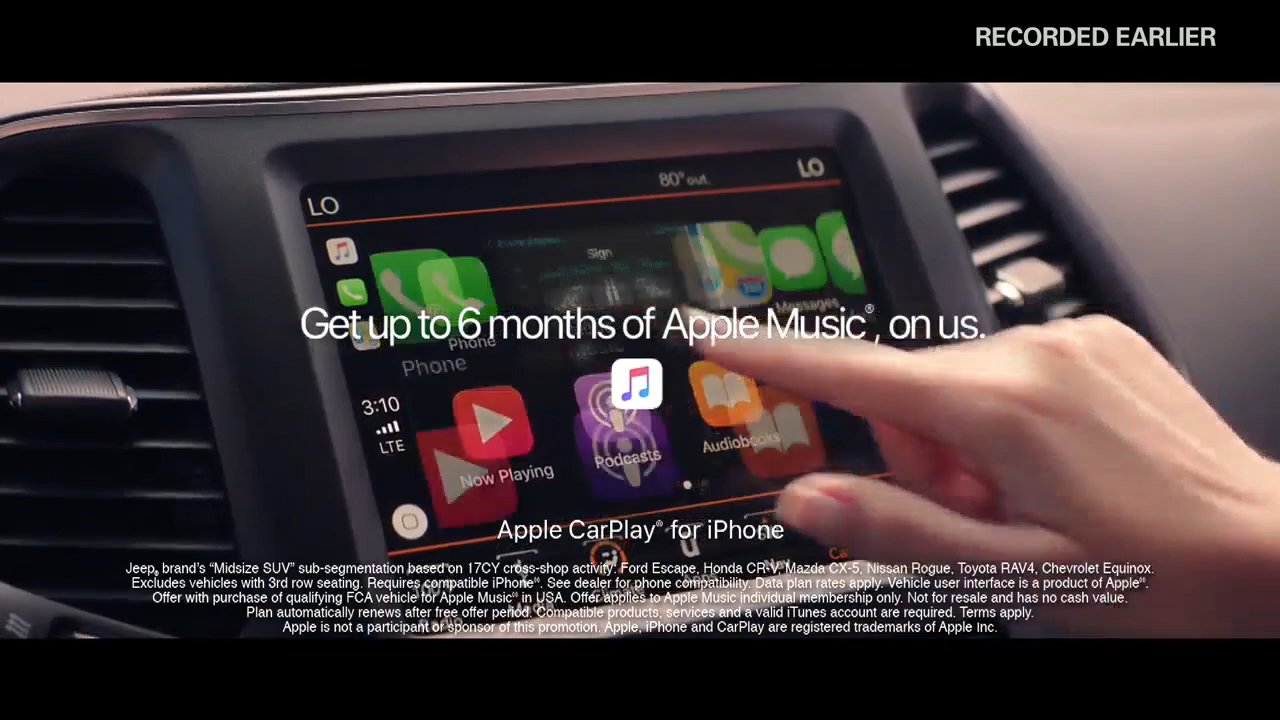 RECORDED EARLIER
LO
80° out.
LO
Sign
Messages
Get up to 6 months of Apple Music®, on us.
Phone
Phone
3:10
LTE
Now Playing
Podcasts
Audiobooks
Apple CarPlay® for iPhone
Jeep® brand's “Midsize SUV” sub-segmentation based on 17CY cross-shop activity: Ford Escape, Honda CR-V, Mazda CX-5, Nissan Rogue, Toyota RAV4, Chevrolet Equinox.
Excludes vehicles with 3rd row seating. Requires compatible iPhone®. See dealer for phone compatibility. Data plan rates apply. Vehicle user interface is a product of Apple®.
Offer with purchase of qualifying FCA vehicle for Apple Music® in USA. Offer applies to Apple Music individual membership only. Not for resale and has no cash value.
Plan automatically renews after free offer period. Compatible products, services and a valid iTunes account are required. Terms apply.
Apple is not a participant or sponsor of this promotion. Apple, iPhone and CarPlay are registered trademarks of Apple Inc.
Radio